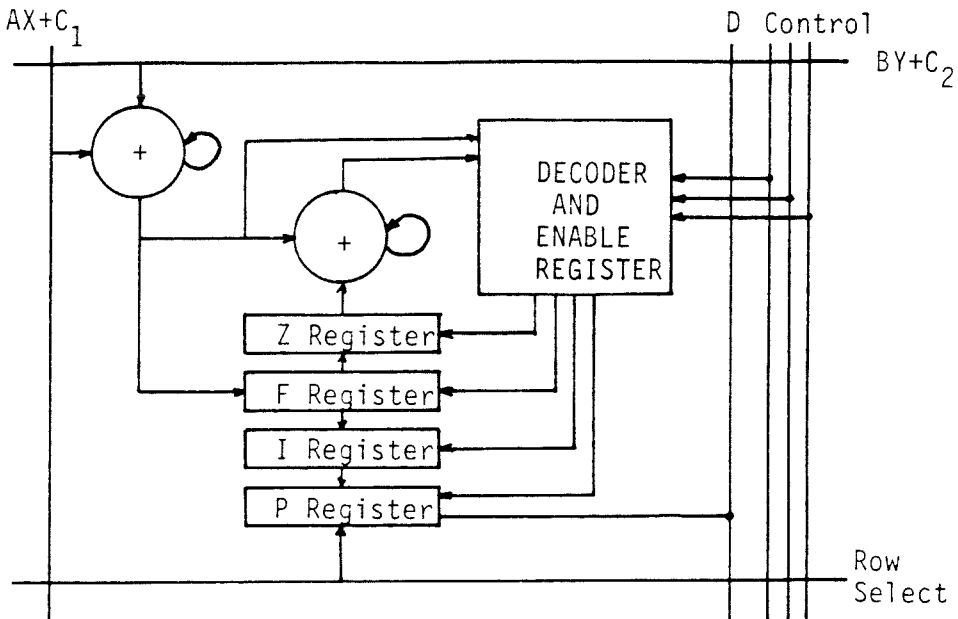 AX+C₁
D Control
BY+C₂
+
DECODER
AND
ENABLE
REGISTER
+
Z Register
F Register
I Register
P Register
Row
Select